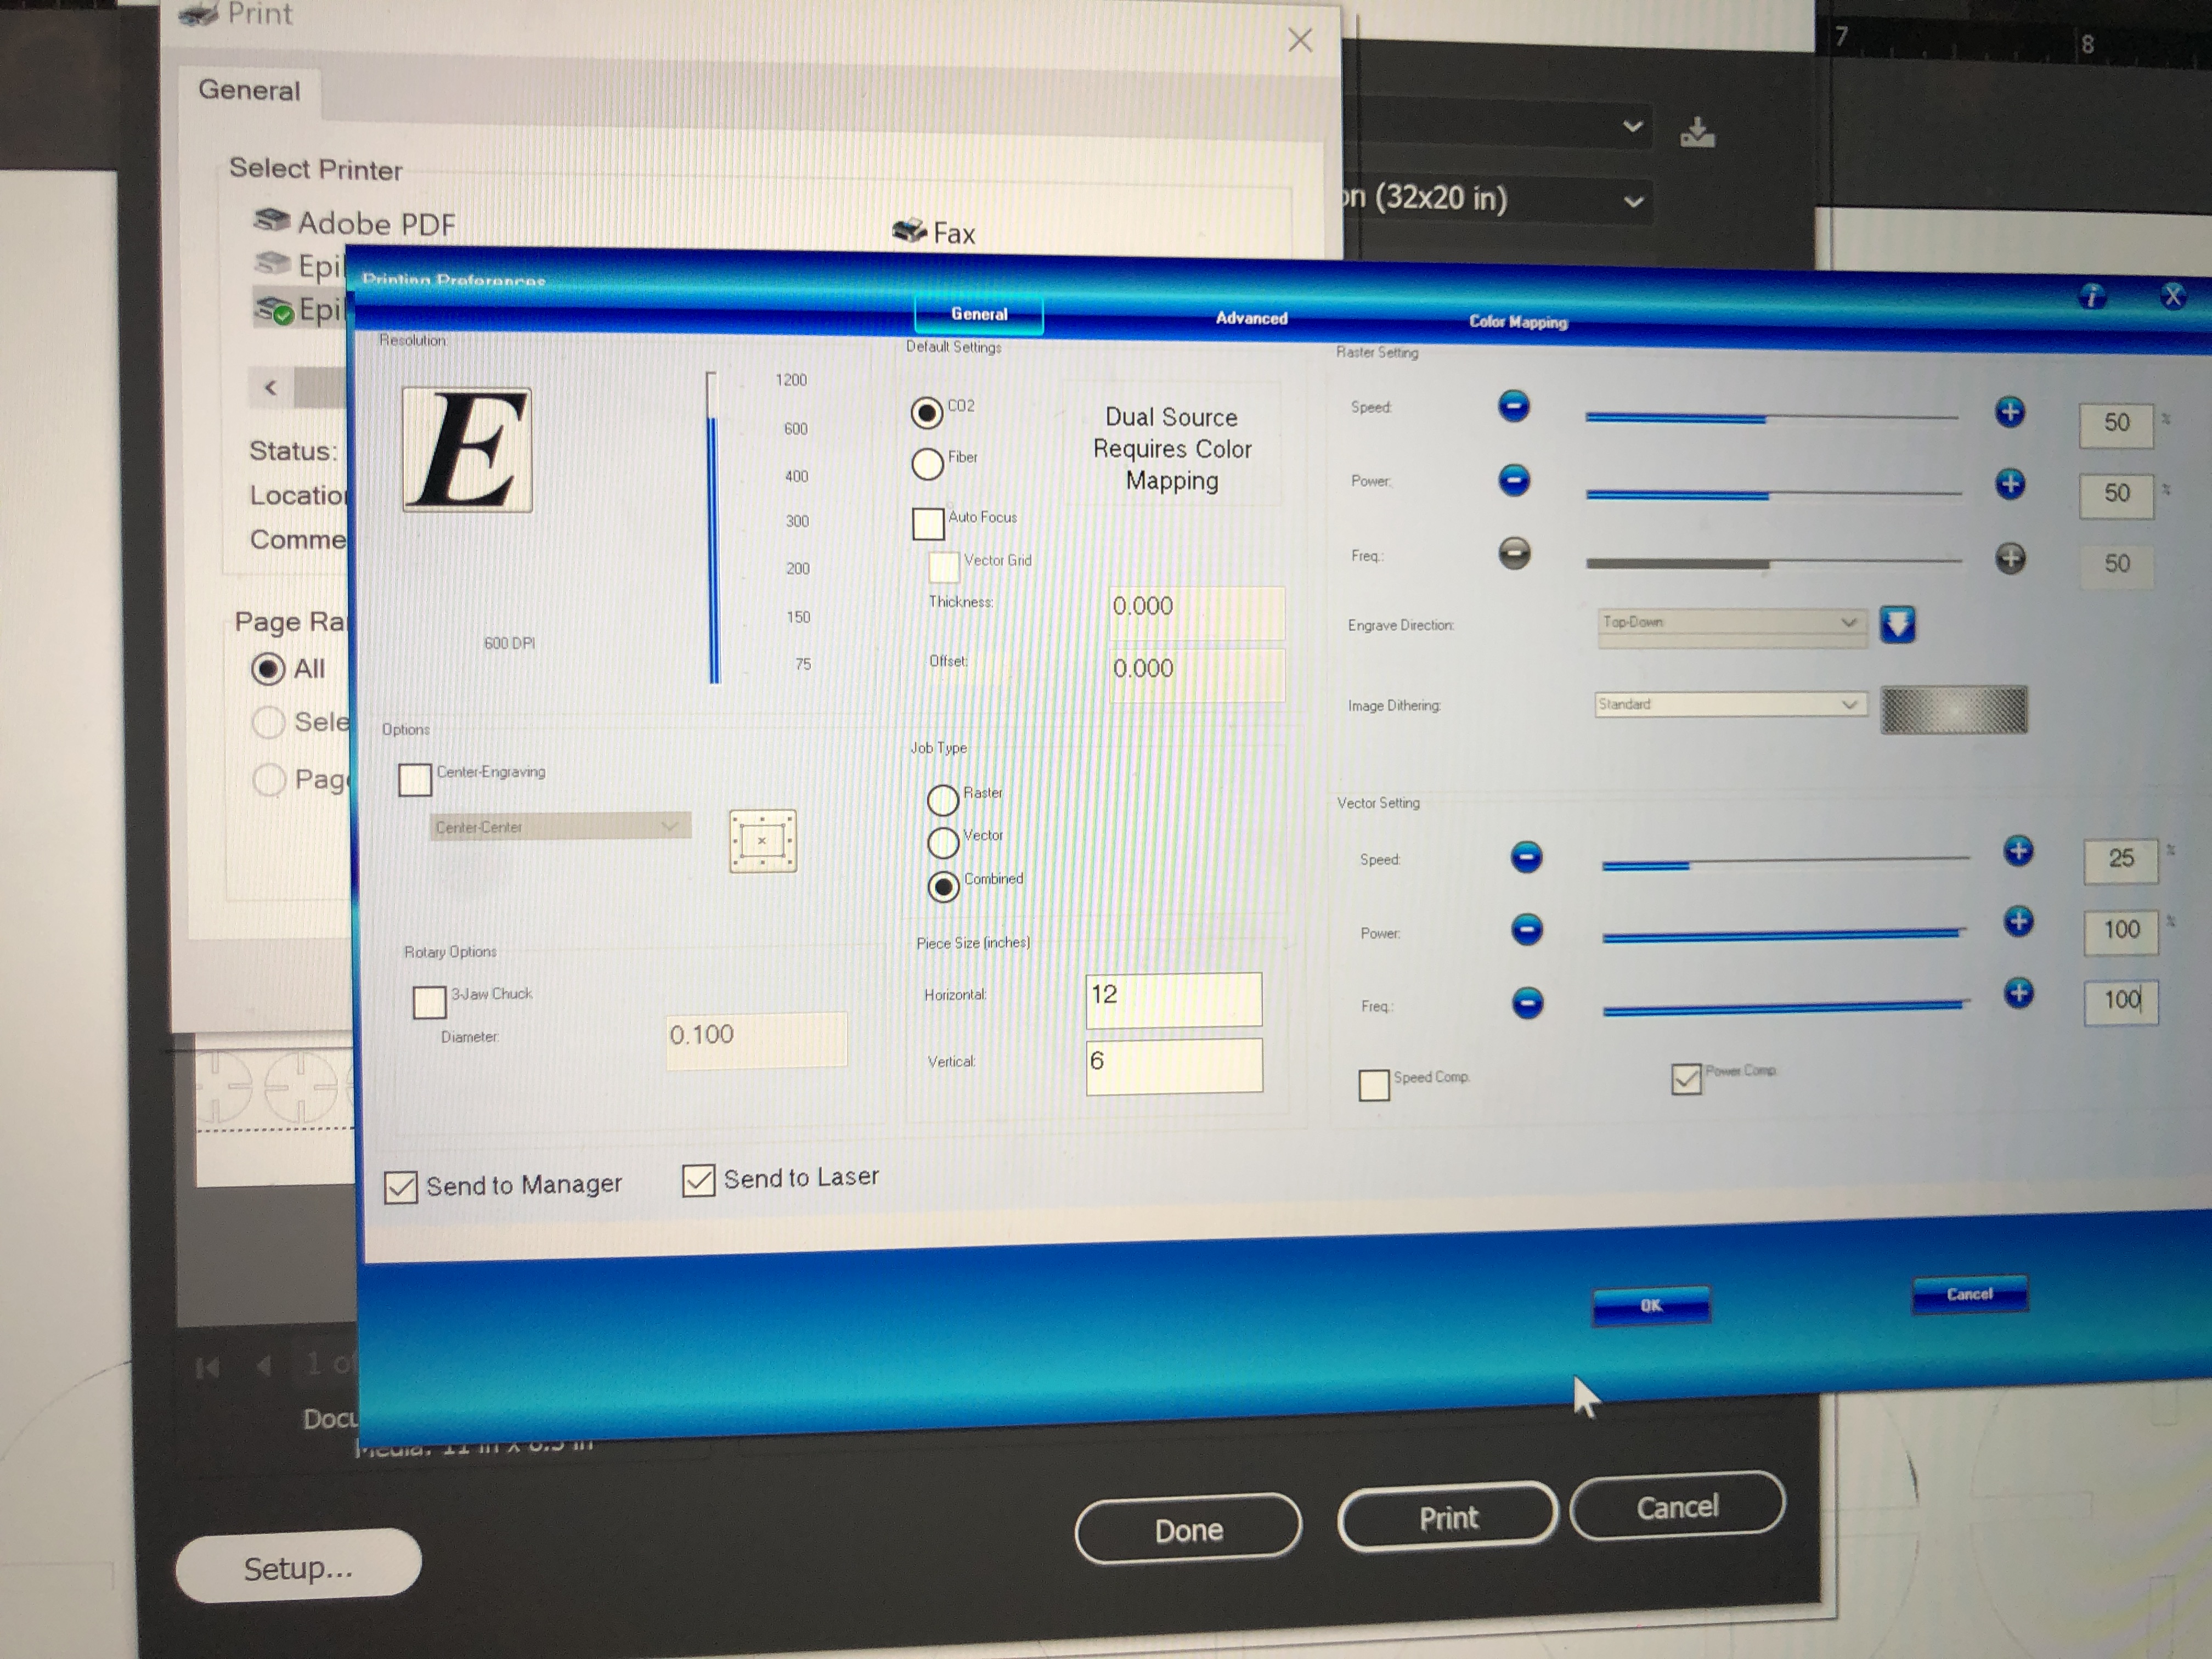 Print
General
Select Printer
Adobe PDF
Fax
Epil
Epil
Status:
Location
Comme
Page Ra
All
Sele
Page
7
8
on (32x20 in)
Printing Preferences
General
Advanced
Color Mapping
Resolution:
E
1200
600
400
300
200
150
75
600 DPI
Default Settings
CO2
Fiber
Dual Source
Requires Color
Mapping
Auto Focus
Vector Grid
Thickness:
0.000
Offset:
0.000
Raster Setting
Speed:
50
%
Power:
50
%
Freq.:
50
Engrave Direction:
Top-Down
Image Dithering:
Standard
Options
Center-Engraving
Center-Center
Job Type
Raster
Vector
Combined
Vector Setting
Speed:
25
%
Power:
100
%
Freq.:
100
Speed Comp.
Power Comp.
Rotary Options
3-Jaw Chuck
Diameter:
0.100
Piece Size (inches)
Horizontal:
12
Vertical:
6
Send to Manager
Send to Laser
OK
Cancel
1 of
Docu
Media: 11 in x 8.5 in
Setup...
Done
Print
Cancel